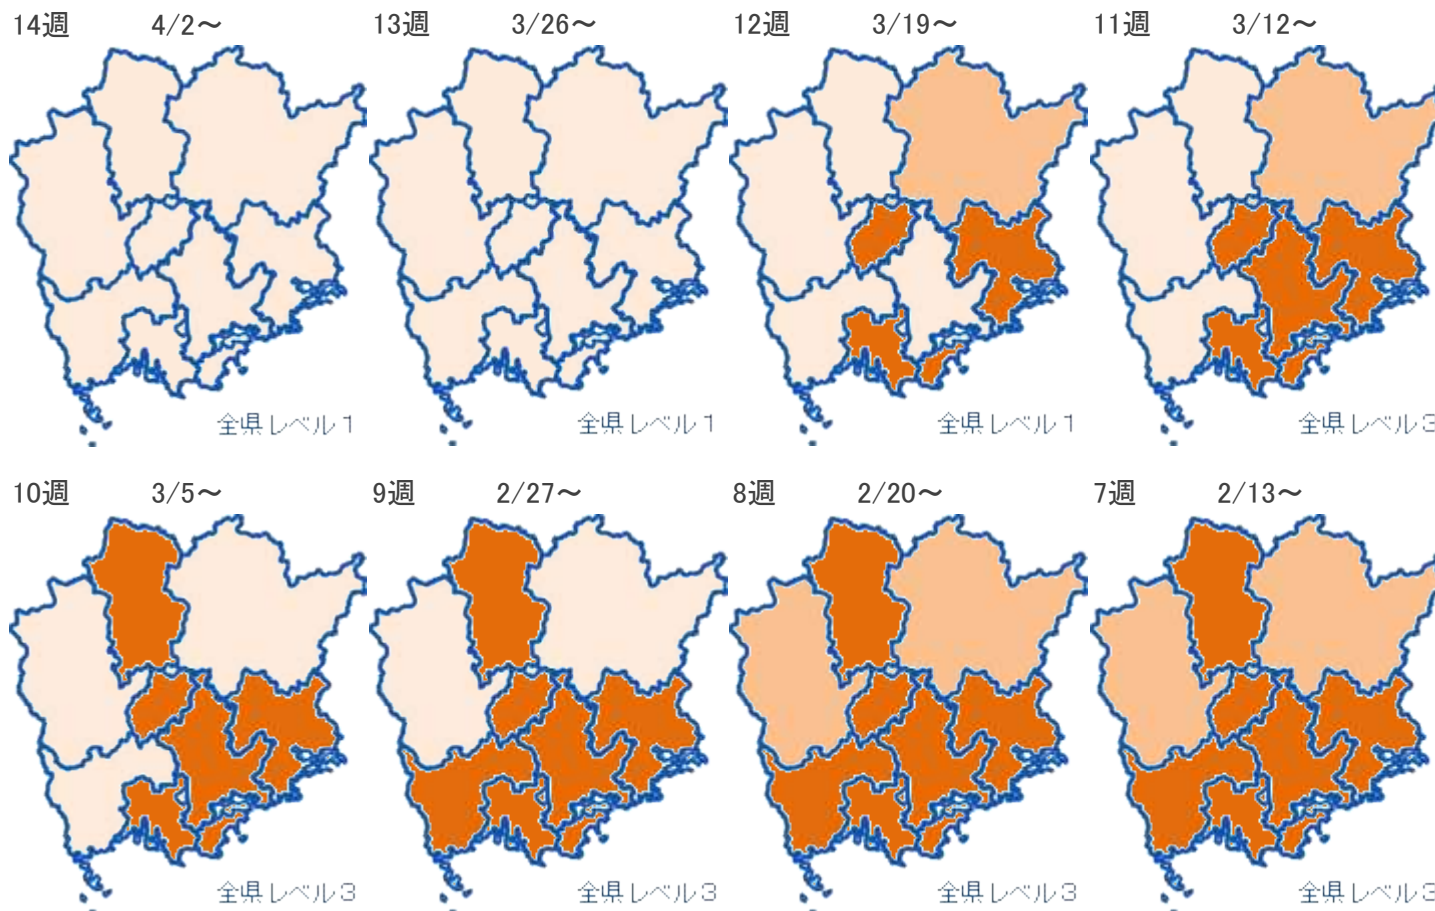 14週 4/2～
13週 3/26～
12週 3/19～
11週 3/12～
全県レベル1
全県レベル1
全県レベル1
全県レベル3
10週 3/5～
9週 2/27～
8週 2/20～
7週 2/13～
全県レベル3
全県レベル3
全県レベル3
全県レベル3